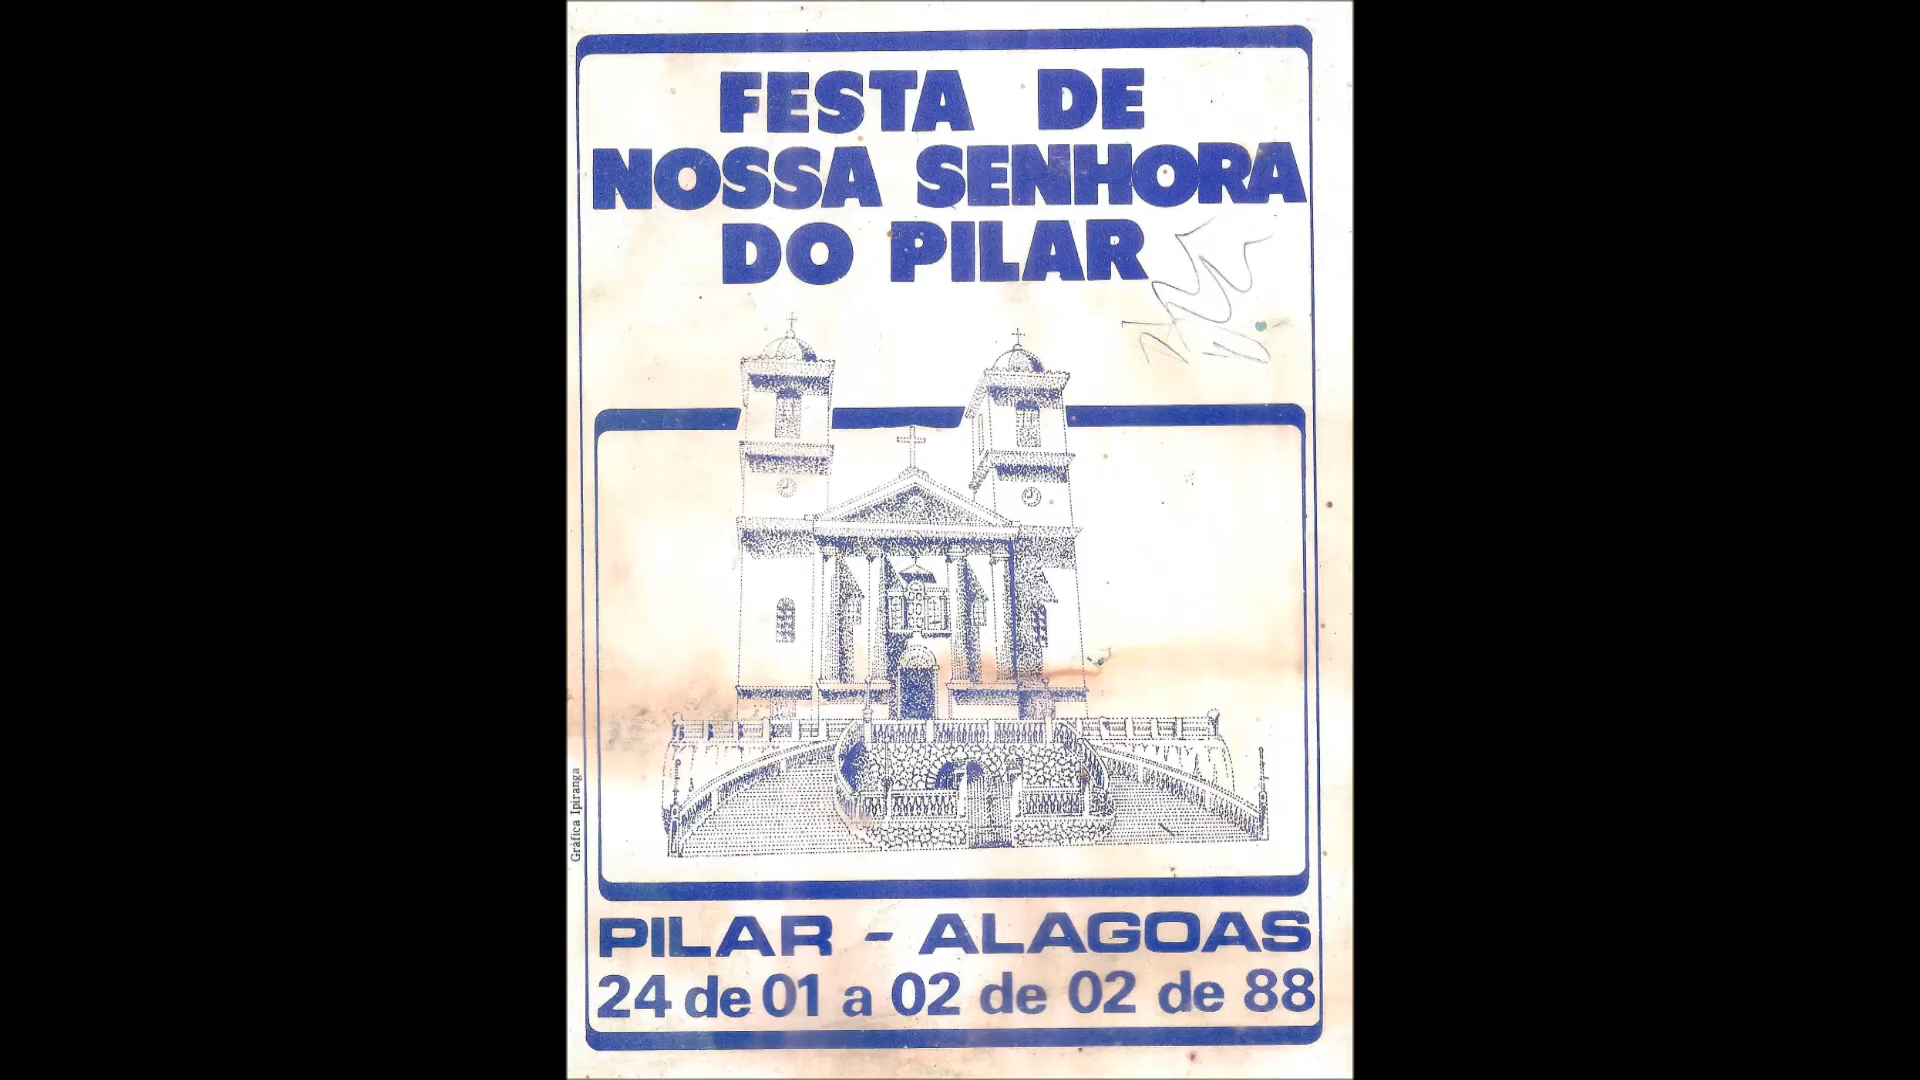 FESTA DE
NOSSA SENHORA
DO PILAR
Gráfica Ipiranga
PILAR - ALAGOAS
24 de 01 a 02 de 02 de 88